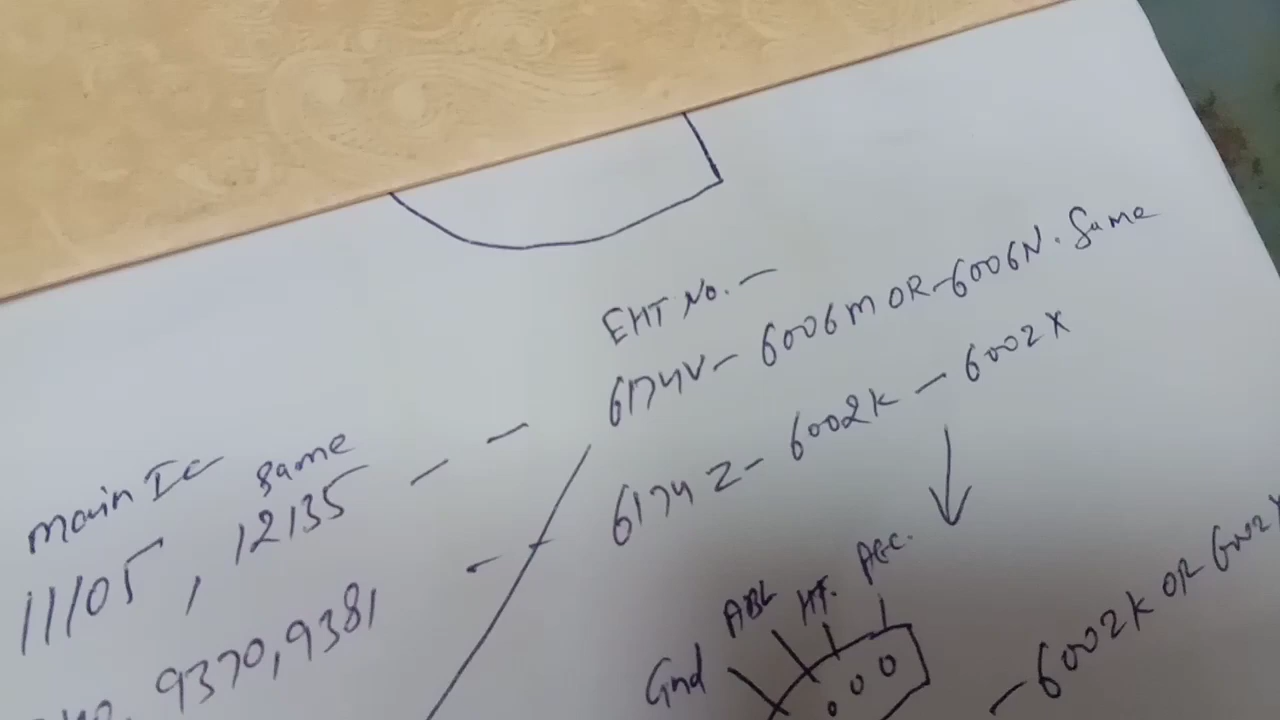 EHT No. —
6174V – 6006M OR – 6006N. Same
6174Z – 6002K – 6002X
main IC same
11105, 12135 — —
9370, 9381 - -
Gnd ABL HT. AGC.
– 6002K OR 6002X